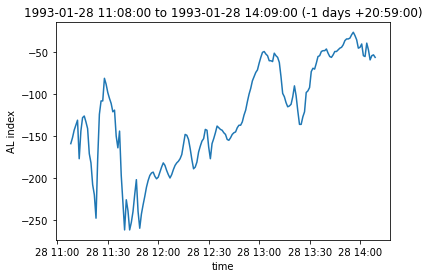 1993-01-28 11:08:00 to 1993-01-28 14:09:00 (-1 days +20:59:00)
AL index
−50
−100
−150
−200
−250
28 11:00 28 11:30 28 12:00 28 12:30 28 13:00 28 13:30 28 14:00
time